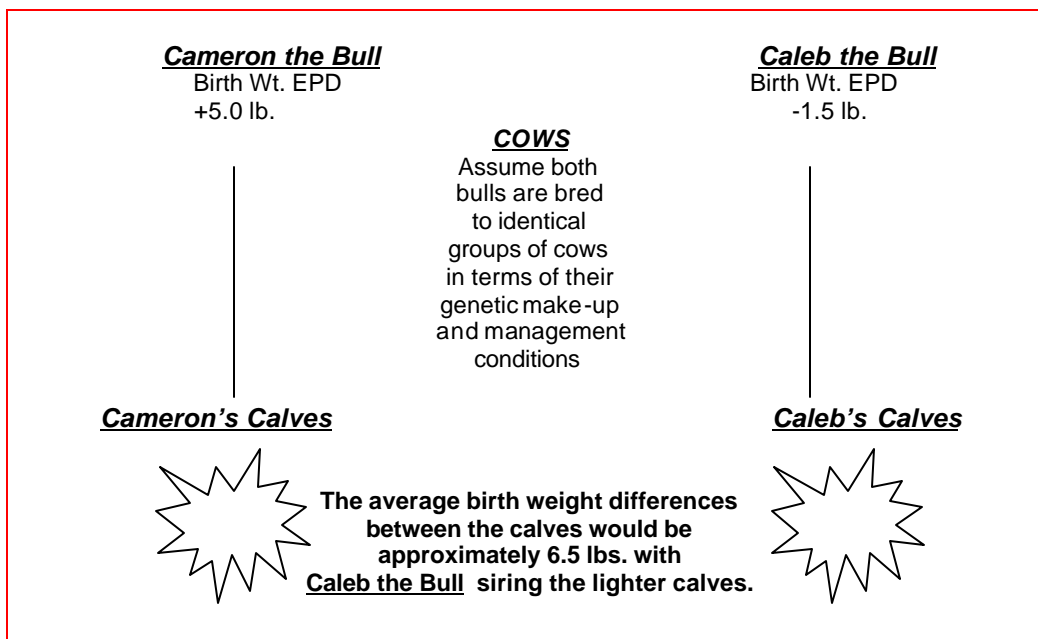 Cameron the Bull
Birth Wt. EPD
+5.0 lb.
Caleb the Bull
Birth Wt. EPD
-1.5 lb.
COWS
Assume both
bulls are bred
to identical
groups of cows
in terms of their
genetic make-up
and management
conditions
Cameron’s Calves
Caleb’s Calves
The average birth weight differences
between the calves would be
approximately 6.5 lbs. with
Caleb the Bull siring the lighter calves.